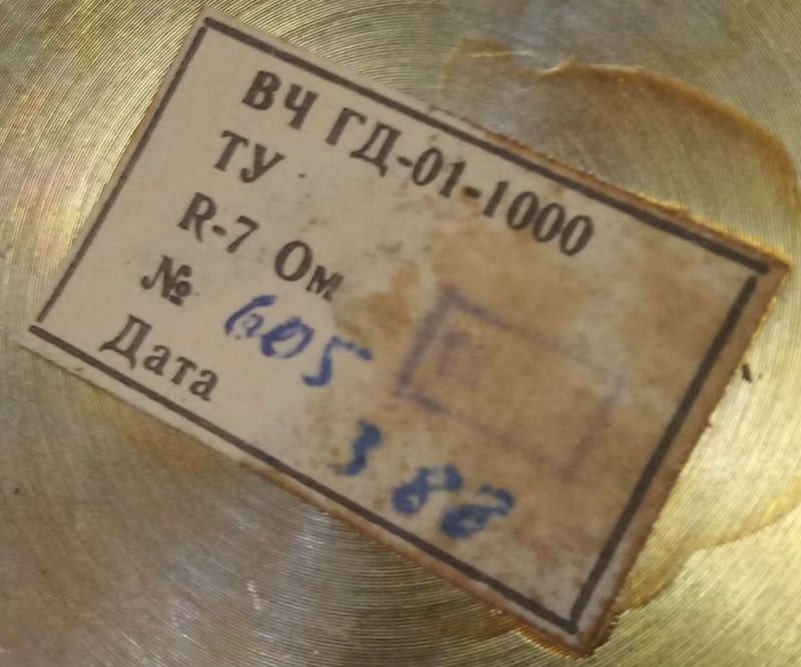 ВЧ ГД-01-1000
ТУ
R-7 Ом
№ 605
Дата 3 88